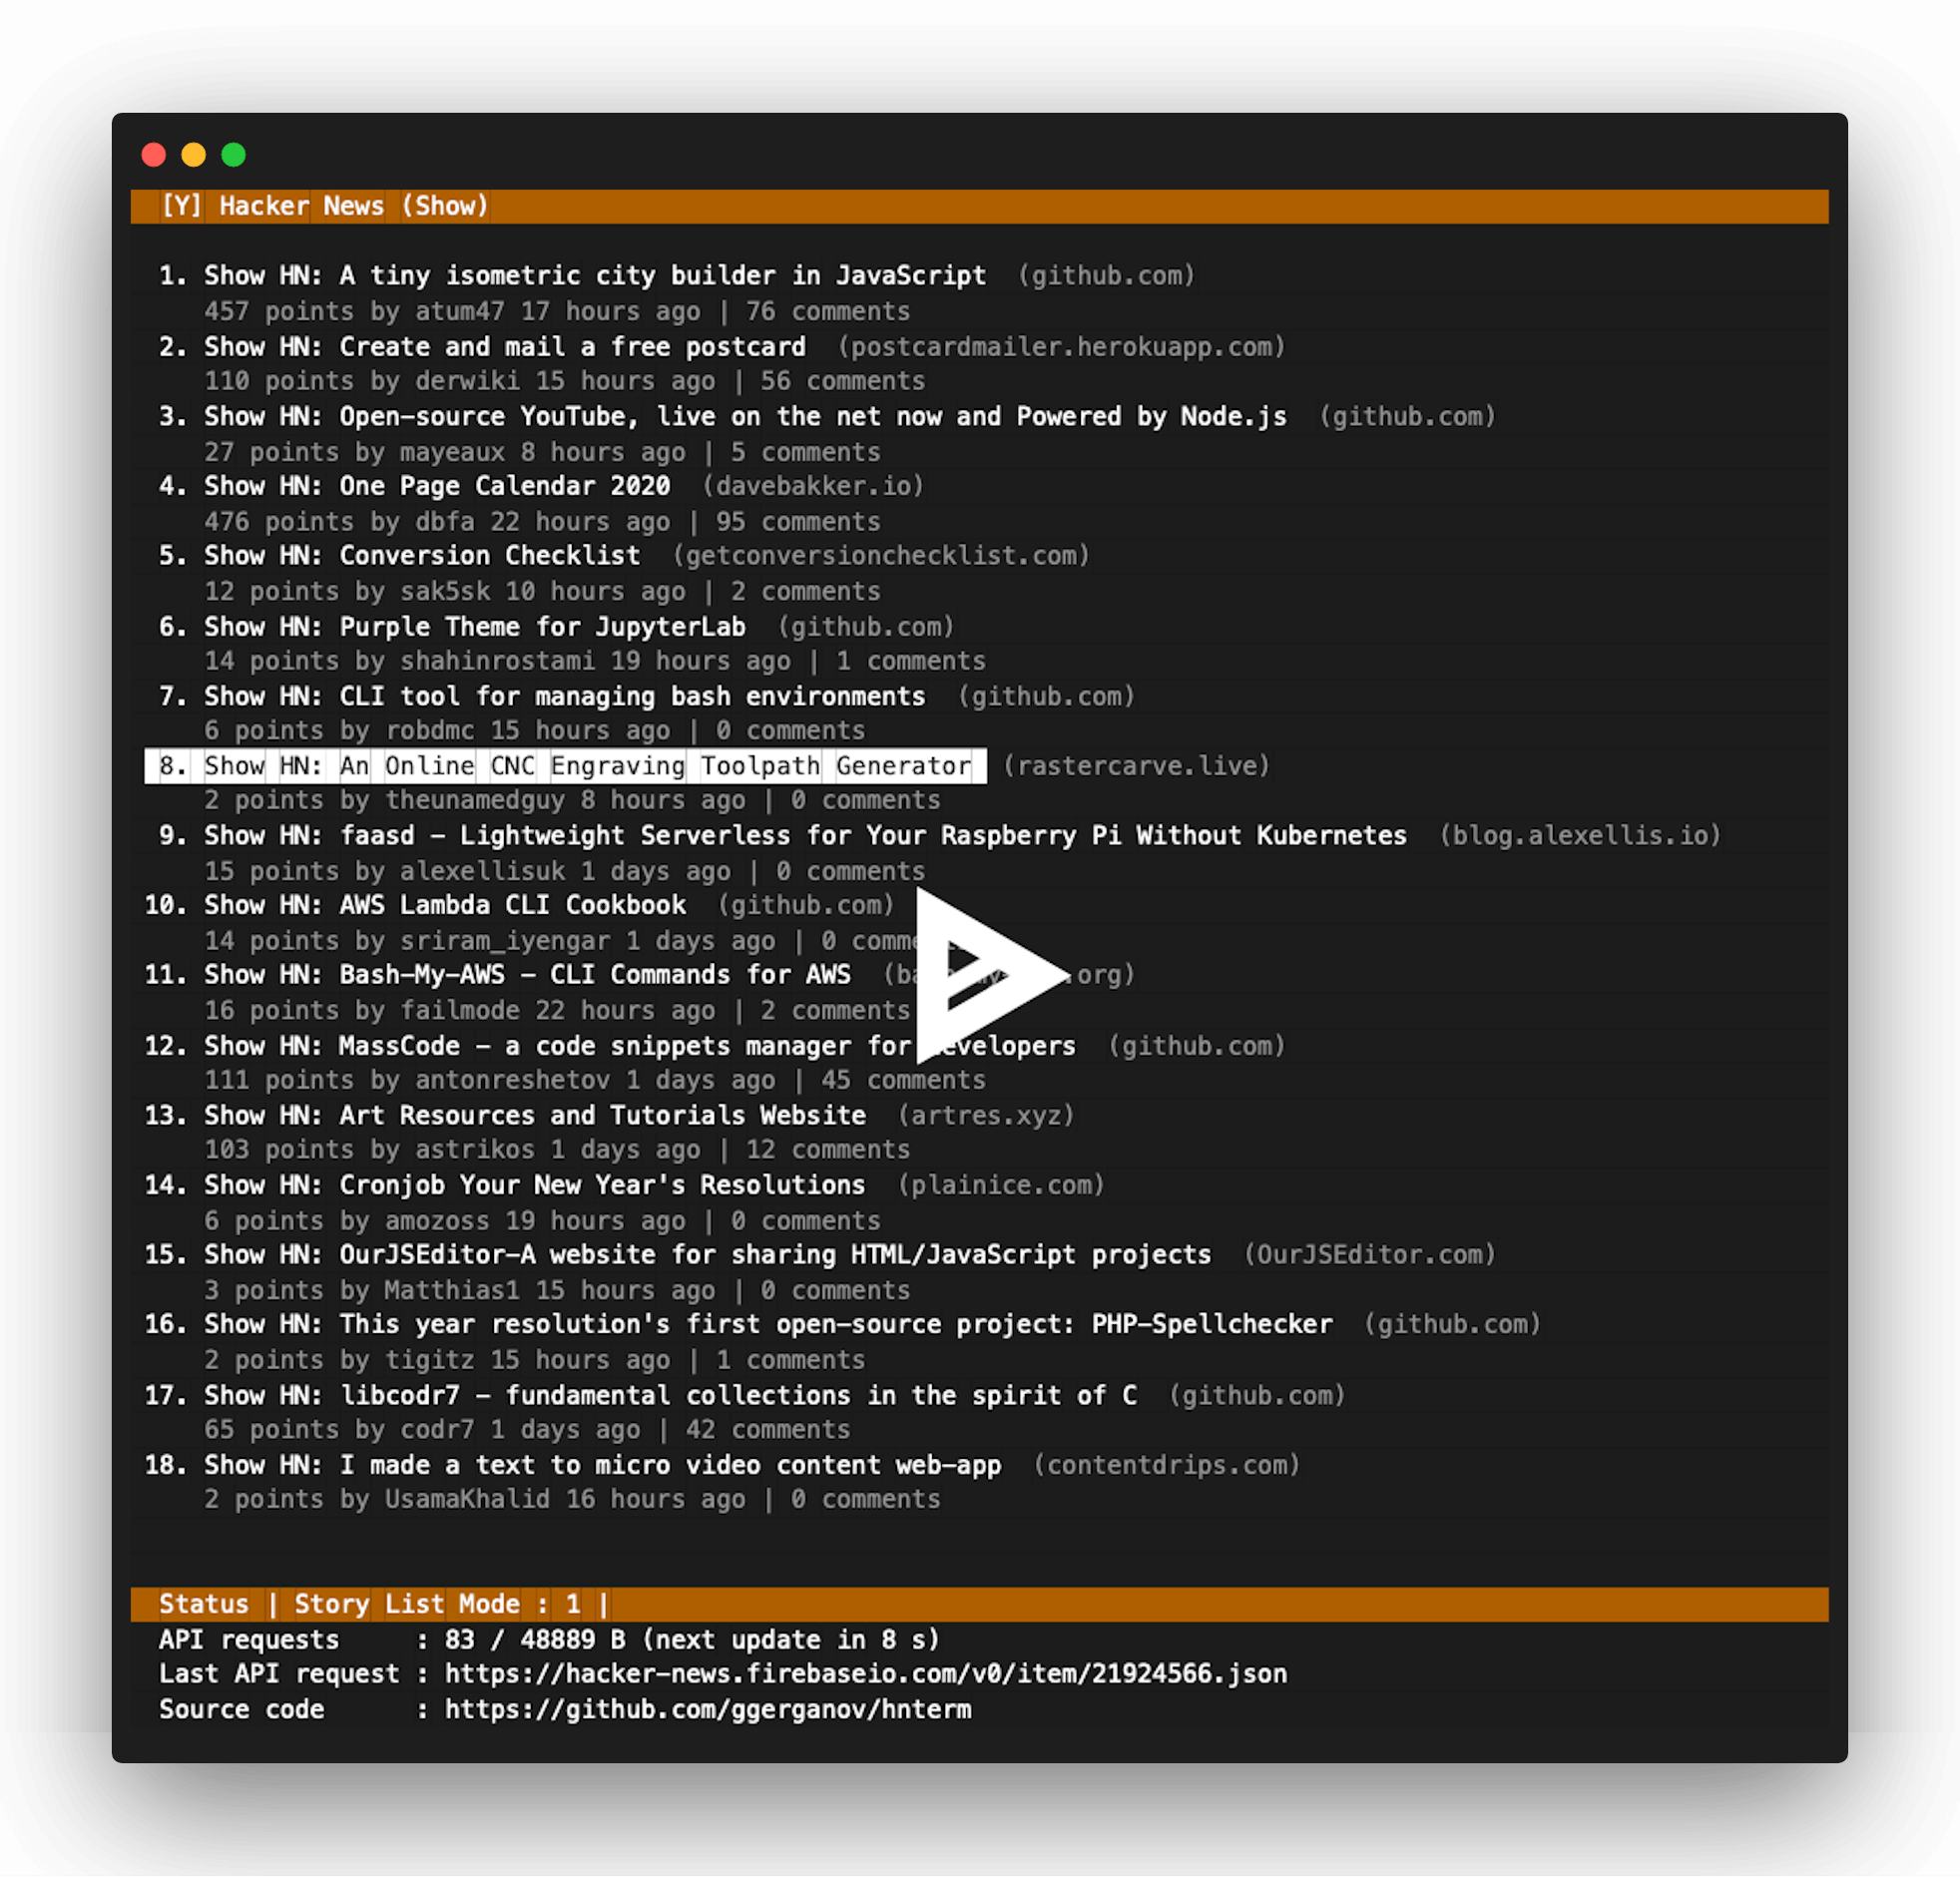 [Y] Hacker News (Show)
1. Show HN: A tiny isometric city builder in JavaScript (github.com)
457 points by atum47 17 hours ago | 76 comments
2. Show HN: Create and mail a free postcard (postcardmailer.herokuapp.com)
110 points by derwiki 15 hours ago | 56 comments
3. Show HN: Open-source YouTube, live on the net now and Powered by Node.js (github.com)
27 points by mayeaux 8 hours ago | 5 comments
4. Show HN: One Page Calendar 2020 (davebakker.io)
476 points by dbfa 22 hours ago | 95 comments
5. Show HN: Conversion Checklist (getconversionchecklist.com)
12 points by sak5sk 10 hours ago | 2 comments
6. Show HN: Purple Theme for JupyterLab (github.com)
14 points by shahinrostami 19 hours ago | 1 comments
7. Show HN: CLI tool for managing bash environments (github.com)
6 points by robdmc 15 hours ago | 0 comments
8. Show HN: An Online CNC Engraving Toolpath Generator (rastercarve.live)
2 points by theunamedguy 8 hours ago | 0 comments
9. Show HN: faasd - Lightweight Serverless for Your Raspberry Pi Without Kubernetes (blog.alexellis.io)
15 points by alexellisuk 1 days ago | 0 comments
10. Show HN: AWS Lambda CLI Cookbook (github.com)
14 points by sriram_iyengar 1 days ago | 0
11. Show HN: Bash-My-AWS - CLI Commands for AWS
16 points by failmode 22 hours ago | 2 comments
12. Show HN: MassCode - a code snippets manager for (github.com)
111 points by antonreshetov 1 days ago | 45 comments
13. Show HN: Art Resources and Tutorials Website (artres.xyz)
103 points by astrikos 1 days ago | 12 comments
14. Show HN: Cronjob Your New Year's Resolutions (plainice.com)
6 points by amozoss 19 hours ago | 0 comments
15. Show HN: OurJSEditor-A website for sharing HTML/JavaScript projects (OurJSEditor.com)
3 points by Matthias1 15 hours ago | 0 comments
16. Show HN: This year resolution's first open-source project: PHP-Spellchecker (github.com)
2 points by tigitz 15 hours ago | 1 comments
17. Show HN: libcodr7 - fundamental collections in the spirit of C (github.com)
65 points by codr7 1 days ago | 42 comments
18. Show HN: I made a text to micro video content web-app (contentdrips.com)
2 points by UsamaKhalid 16 hours ago | 0 comments
Status | Story List Mode : 1 |
API requests : 83 / 48889 B (next update in 8 s)
Last API request : https://hacker-news.firebaseio.com/v0/item/21924566.json
Source code : https://github.com/ggerganov/hnterm